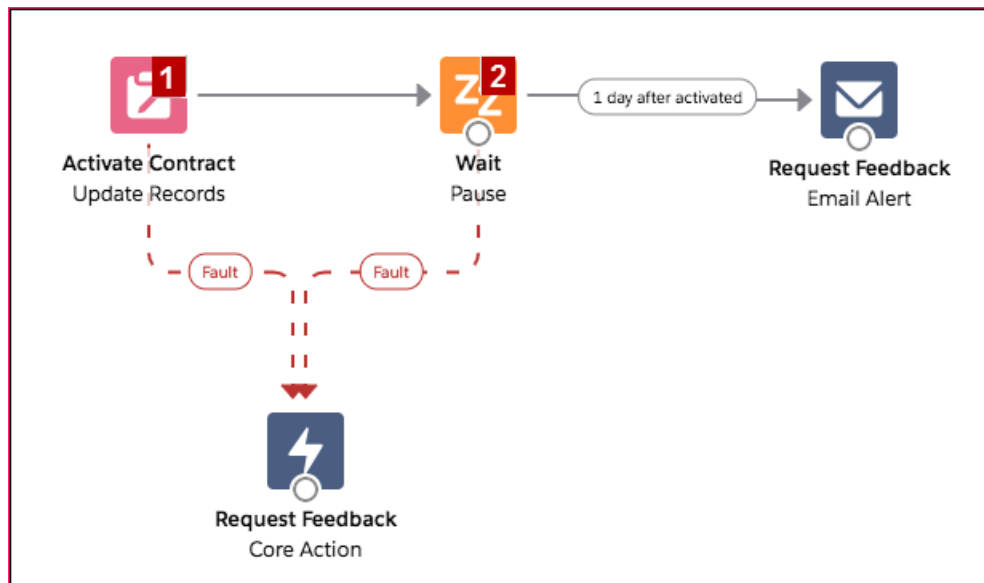 1
2
ZZ
1 day after activated
Activate Contract
Update Records
Wait
Pause
Request Feedback
Email Alert
Fault
Fault
Request Feedback
Core Action